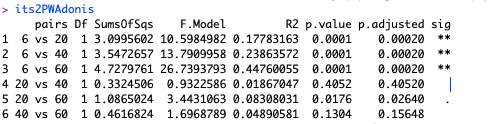 > its2PWAdonis
pairs Df SumsOfSqs F.Model R2 p.value p.adjusted sig
1 6 vs 20 1 3.0995602 10.5984982 0.17783163 0.0001 0.00020 **
2 6 vs 40 1 3.5472657 13.7909958 0.23863572 0.0001 0.00020 **
3 6 vs 60 1 4.7279761 26.7393793 0.44760055 0.0001 0.00020 **
4 20 vs 40 1 0.3324506 0.9322586 0.01867047 0.4052 0.40520
5 20 vs 60 1 1.0865024 3.4431063 0.08308031 0.0176 0.02640 .
6 40 vs 60 1 0.4616824 1.6968789 0.04890581 0.1304 0.15648